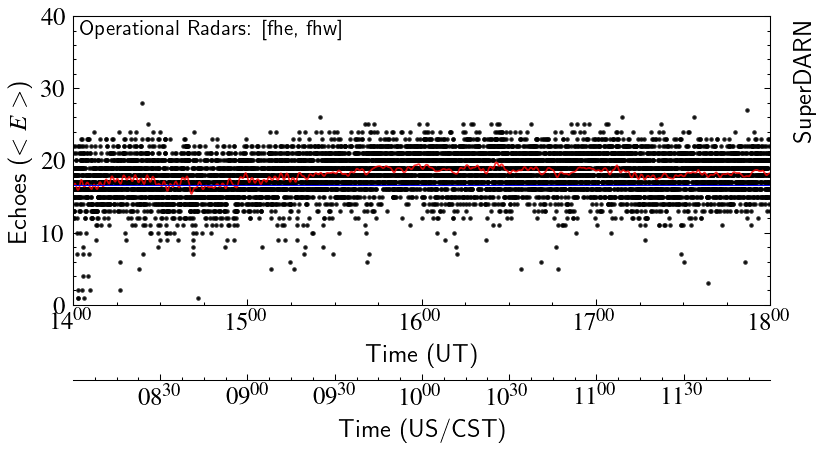 Operational Radars: [fhe, fhw]
SuperDARN
Echoes (< E >)
40
30
20
10
0
14⁰⁰ 15⁰⁰ 16⁰⁰ 17⁰⁰ 18⁰⁰
Time (UT)
08³⁰ 09⁰⁰ 09³⁰ 10⁰⁰ 10³⁰ 11⁰⁰ 11³⁰
Time (US/CST)